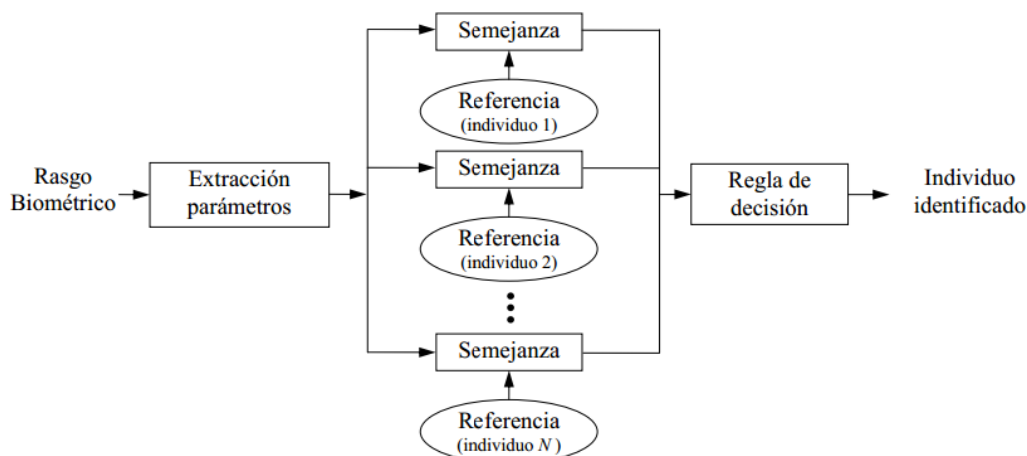 Semejanza
Referencia
(individuo 1)
Rasgo
Biométrico
Extracción
parámetros
Semejanza
Referencia
(individuo 2)
Regla de
decisión
Individuo
identificado
Semejanza
Referencia
(individuo N)